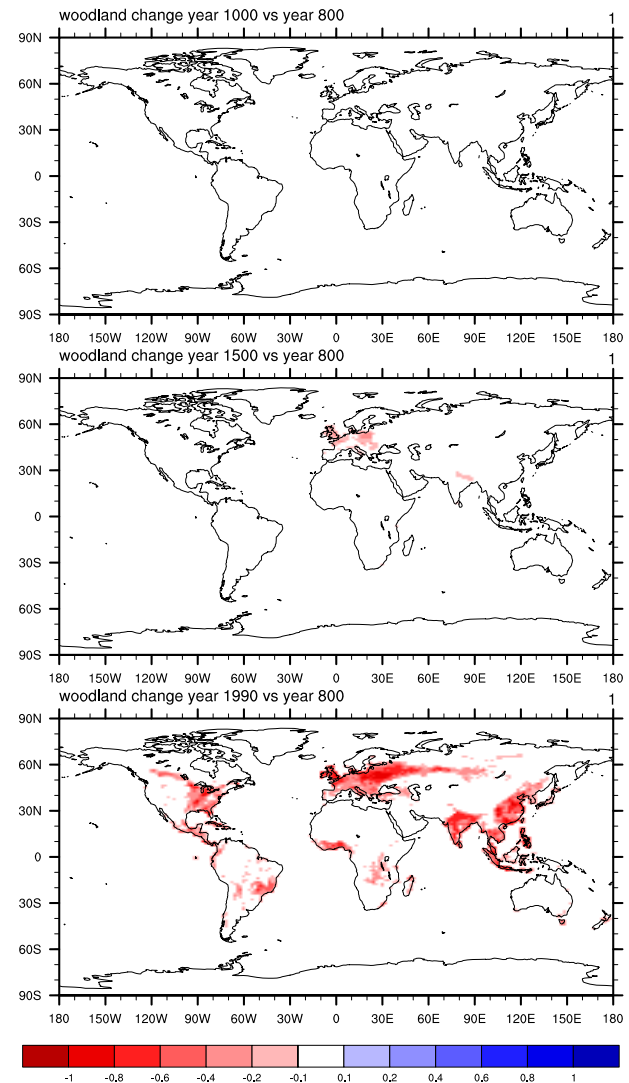 woodland change year 1000 vs year 800 1
90N
60N
30N
0
30S
60S
90S
180 150W 120W 90W 60W 30W 0 30E 60E 90E 120E 150E 180
woodland change year 1500 vs year 800 1
90N
60N
30N
0
30S
60S
90S
180 150W 120W 90W 60W 30W 0 30E 60E 90E 120E 150E 180
woodland change year 1990 vs year 800 1
90N
60N
30N
0
30S
60S
90S
180 150W 120W 90W 60W 30W 0 30E 60E 90E 120E 150E 180
-1 -0.8 -0.6 -0.4 -0.1 0.1 0.2 0.4 0.6 0.8 1